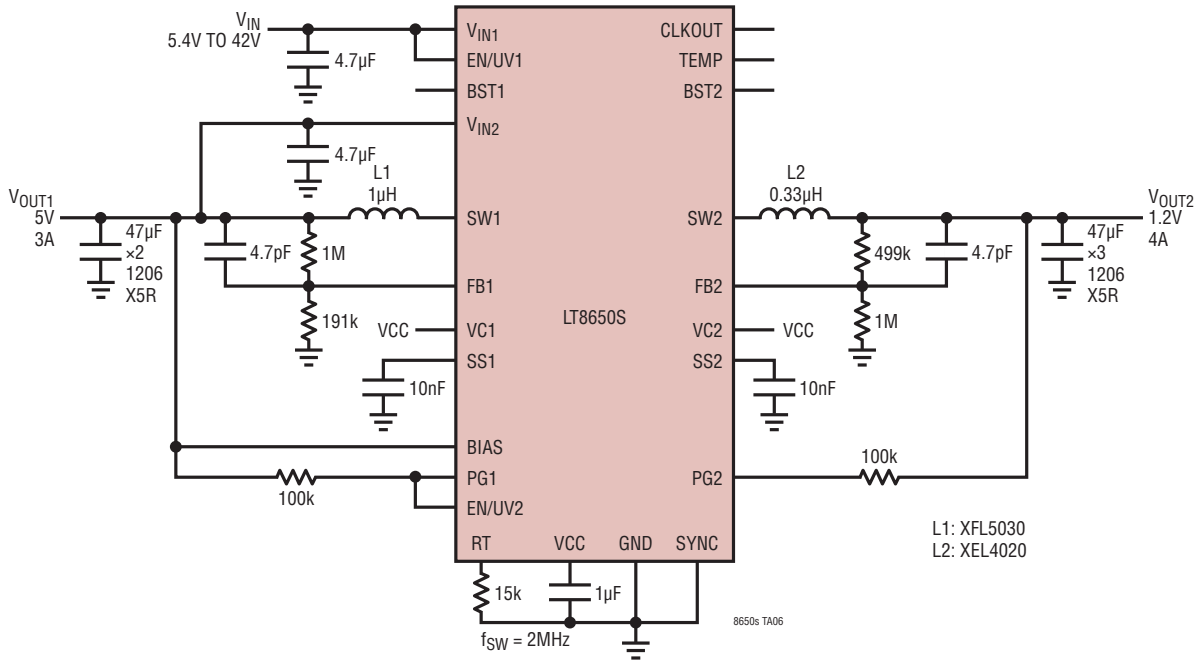 VIN
5.4V TO 42V
4.7µF
VIN1
EN/UV1
BST1
VIN2
4.7µF
L1
1µH
VOUT1
5V
3A
47µF
×2
1206
X5R
4.7pF
1M
191k
SW1
FB1
VCC
VC1
SS1
10nF
BIAS
PG1
100k
EN/UV2
LT8650S
CLKOUT
TEMP
BST2
SW2
L2
0.33µH
VOUT2
1.2V
4A
499k
4.7pF
47µF
×3
1206
X5R
FB2
1M
VC2
VCC
SS2
10nF
PG2
100k
L1: XFL5030
L2: XEL4020
RT
VCC
GND
SYNC
15k
1µF
fSW = 2MHz
8650s TA06